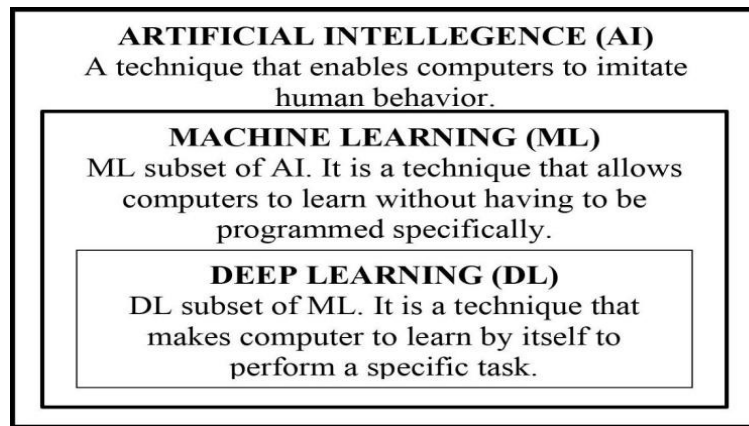 ARTIFICIAL INTELLEGENCE (AI)
A technique that enables computers to imitate
human behavior.
MACHINE LEARNING (ML)
ML subset of AI. It is a technique that allows
computers to learn without having to be
programmed specifically.
DEEP LEARNING (DL)
DL subset of ML. It is a technique that
makes computer to learn by itself to
perform a specific task.